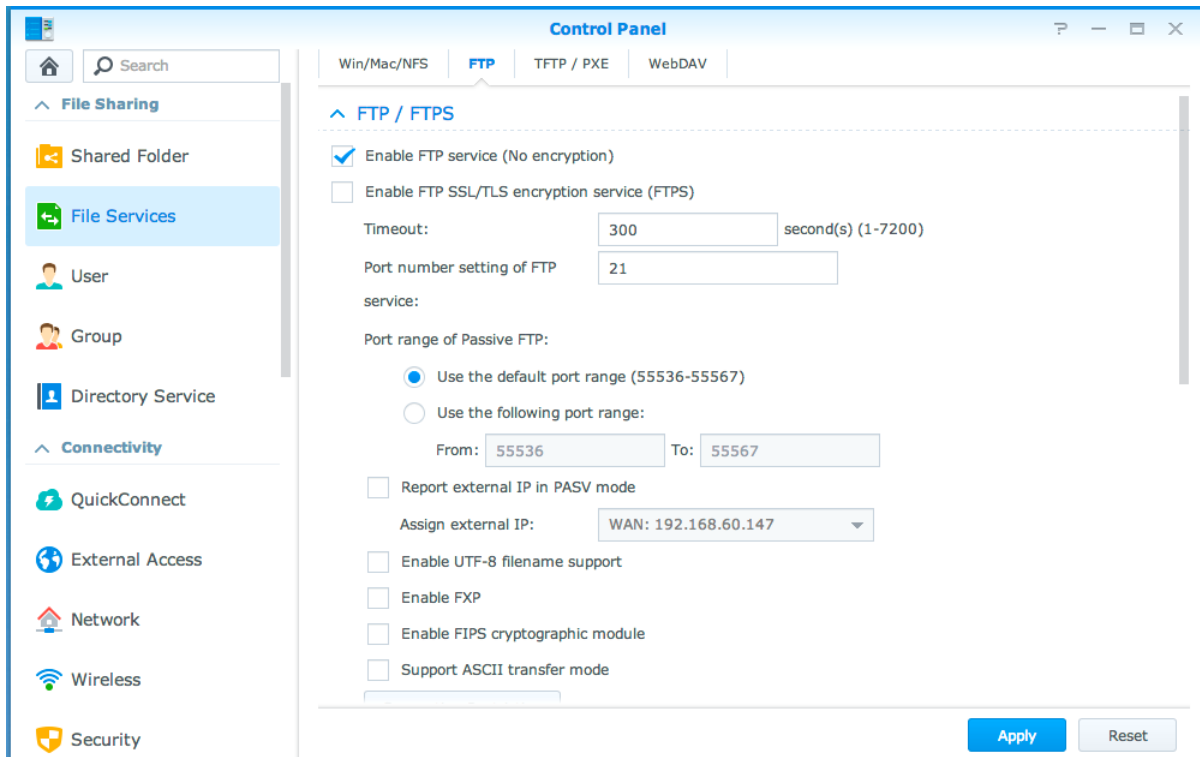 Control Panel
Search
File Sharing
Shared Folder
File Services
User
Group
Directory Service
Connectivity
QuickConnect
External Access
Network
Wireless
Security
Win/Mac/NFS FTP TFTP / PXE WebDAV
FTP / FTPS
Enable FTP service (No encryption)
Enable FTP SSL/TLS encryption service (FTPS)
Timeout: 300 second(s) (1-7200)
Port number setting of FTP 21
service:
Port range of Passive FTP:
Use the default port range (55536-55567)
Use the following port range:
From: 55536 To: 55567
Report external IP in PASV mode
Assign external IP: WAN: 192.168.60.147
Enable UTF-8 filename support
Enable FXP
Enable FIPS cryptographic module
Support ASCII transfer mode
Apply Reset